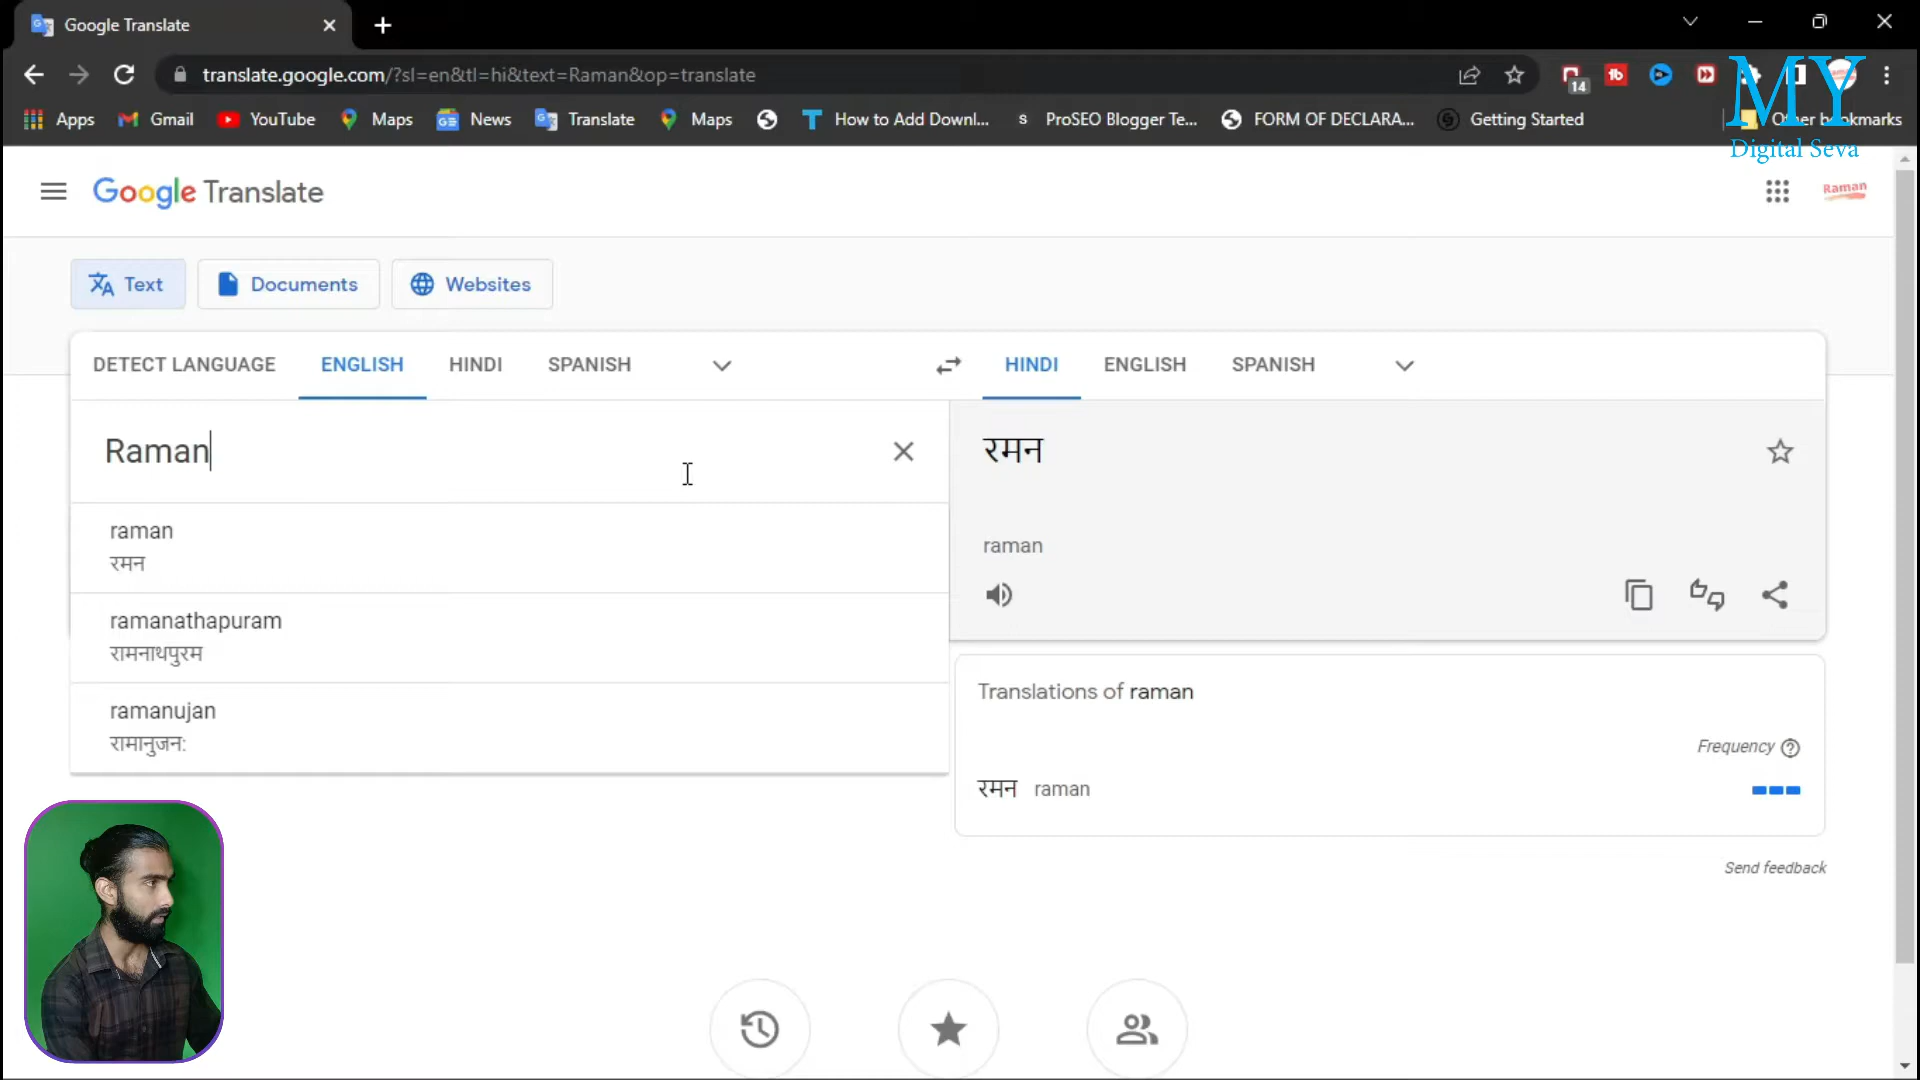 Google Translate
translate.google.com/?sl=en&tl=hi&text=Raman&op=translate
14
MY
Digital Seva
Apps
Gmail
YouTube
Maps
News
Translate
Maps
How to Add Downl...
ProSEO Blogger Te...
FORM OF DECLARA...
Getting Started
Other bookmarks
Google Translate
Raman
Text
Documents
Websites
DETECT LANGUAGE
ENGLISH
HINDI
SPANISH
HINDI
ENGLISH
SPANISH
Raman
रमन
raman
रमन
raman
ramanathapuram
रामनाथपुरम
ramanujan
रामानुजन:
Translations of raman
Frequency
रमन raman
Send feedback